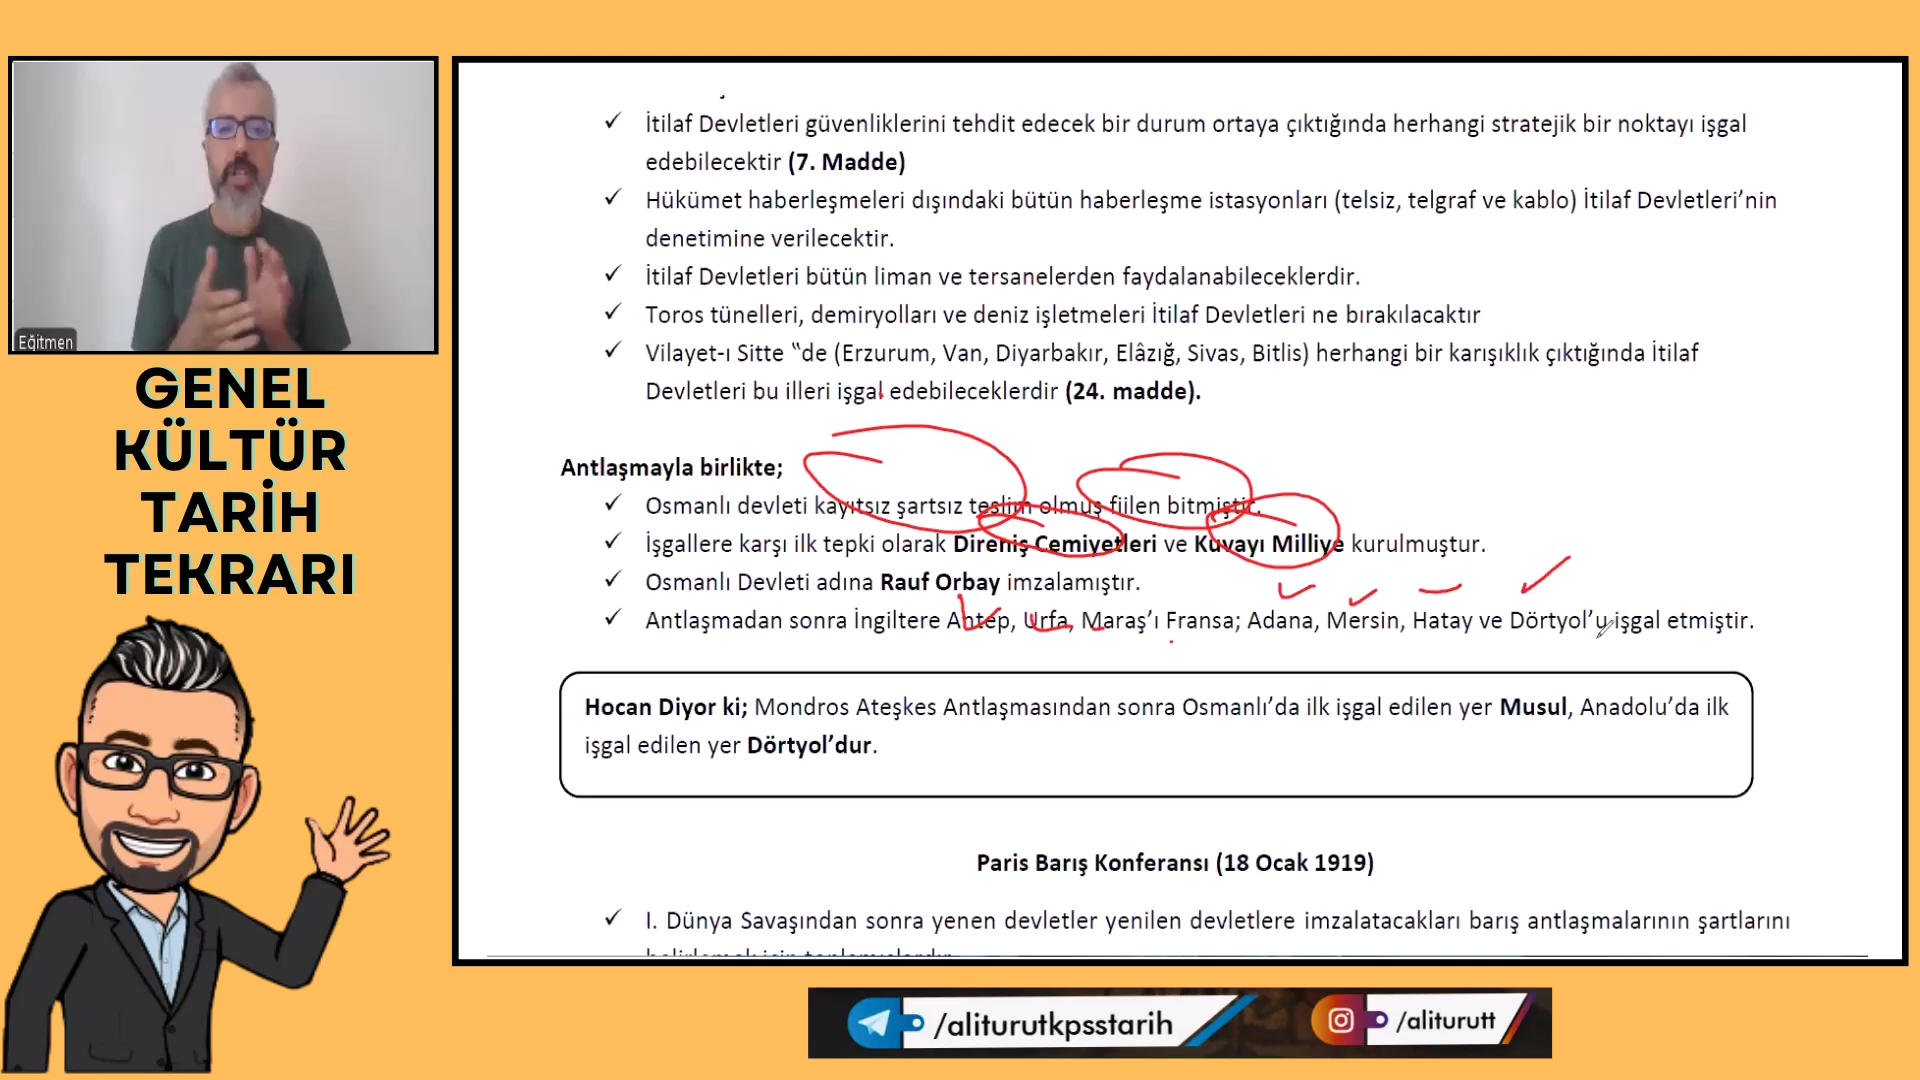 Eğitmen
GENEL
KÜLTÜR
TARİH
TEKRARI
✓ İtilaf Devletleri güvenliklerini tehdit edecek bir durum ortaya çıktığında herhangi stratejik bir noktayı işgal
edebilecektir (7. Madde)
✓ Hükümet haberleşmeleri dışındaki bütün haberleşme istasyonları (telsiz, telgraf ve kablo) İtilaf Devletleri’nin
denetimine verilecektir.
✓ İtilaf Devletleri bütün liman ve tersanelerden faydalanabileceklerdir.
✓ Toros tünelleri, demiryolları ve deniz işletmeleri İtilaf Devletleri ne bırakılacaktır
✓ Vilayet-ı Sitte “de (Erzurum, Van, Diyarbakır, Elâzığ, Sivas, Bitlis) herhangi bir karışıklık çıktığında İtilaf
Devletleri bu illeri işgal edebileceklerdir (24. madde).
Antlaşmayla birlikte;
✓ Osmanlı devleti kayıtsız şartsız teslim olmuş fiilen bitmiştir.
✓ İşgallere karşı ilk tepki olarak Direniş Cemiyetleri ve Kuvayı Milliye kurulmuştur.
✓ Osmanlı Devleti adına Rauf Orbay imzalamıştır.
✓ Antlaşmadan sonra İngiltere Antep, Urfa, Maraş’ı Fransa; Adana, Mersin, Hatay ve Dörtyol’u işgal etmiştir.
Hocan Diyor ki; Mondros Ateşkes Antlaşmasından sonra Osmanlı’da ilk işgal edilen yer Musul, Anadolu’da ilk
işgal edilen yer Dörtyol’dur.
Paris Barış Konferansı (18 Ocak 1919)
✓ I. Dünya Savaşından sonra yenen devletler yenilen devletlere imzalatacakları barış antlaşmalarının şartlarını
/aliturutkpsstarih
/aliturutt